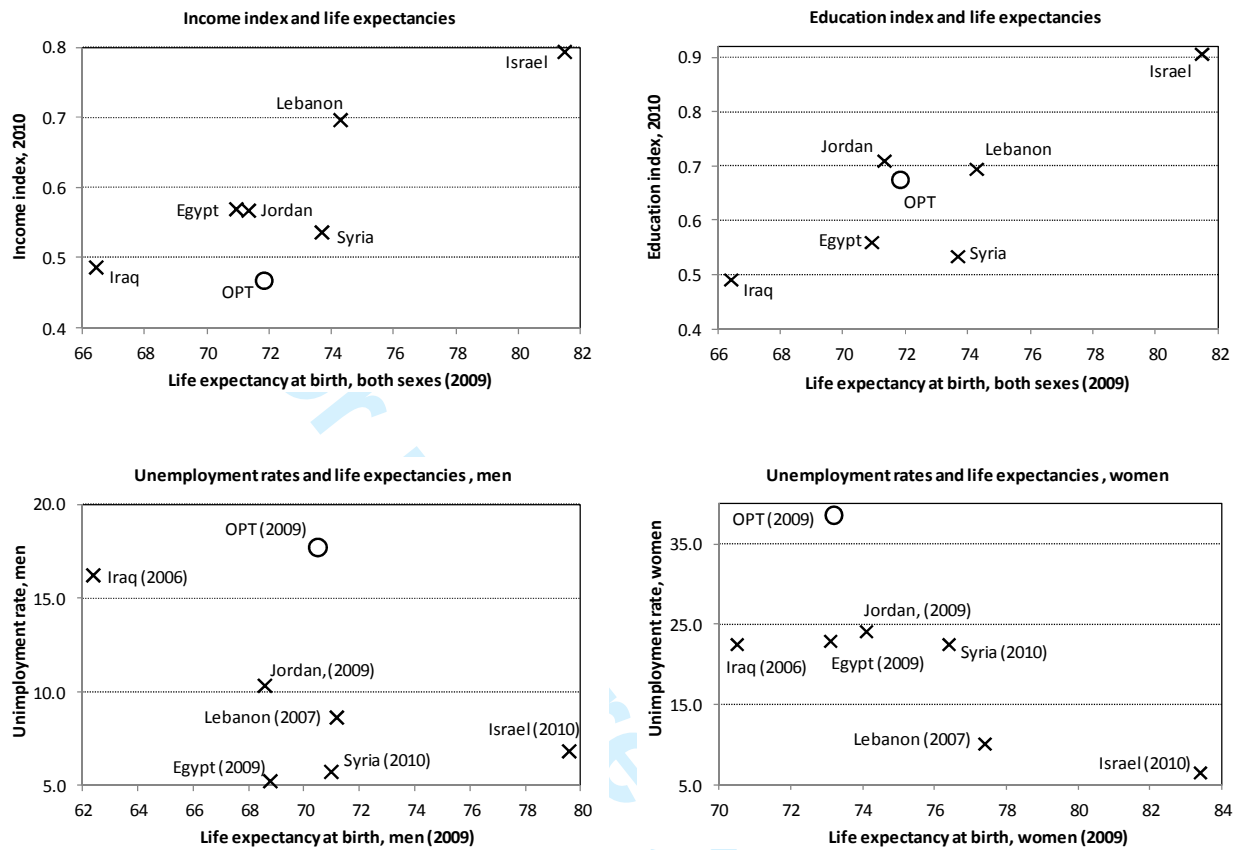 Income index and life expectancies
Income index, 2010
0.8
0.7
0.6
0.5
0.4
Israel
Lebanon
Egypt
Jordan
Syria
Iraq
OPT
66 68 70 72 74 76 78 80 82
Life expectancy at birth, both sexes (2009)
Education index and life expectancies
Education index, 2010
0.9
0.8
0.7
0.6
0.5
0.4
Israel
Jordan
Lebanon
OPT
Egypt
Syria
Iraq
66 68 70 72 74 76 78 80 82
Life expectancy at birth, both sexes (2009)
Unemployment rates and life expectancies , men
Unimployment rate, men
20.0
15.0
10.0
5.0
OPT (2009)
Iraq (2006)
Jordan, (2009)
Lebanon (2007)
Israel (2010)
Syria (2010)
Egypt (2009)
62 64 66 68 70 72 74 76 78 80
Life expectancy at birth, men (2009)
Unemployment rates and life expectancies , women
Unimployment rate, women
35.0
25.0
15.0
5.0
OPT (2009)
Jordan, (2009)
Iraq (2006)
Egypt (2009)
Syria (2010)
Lebanon (2007)
Israel (2010)
70 72 74 76 78 80 82 84
Life expectancy at birth, women (2009)